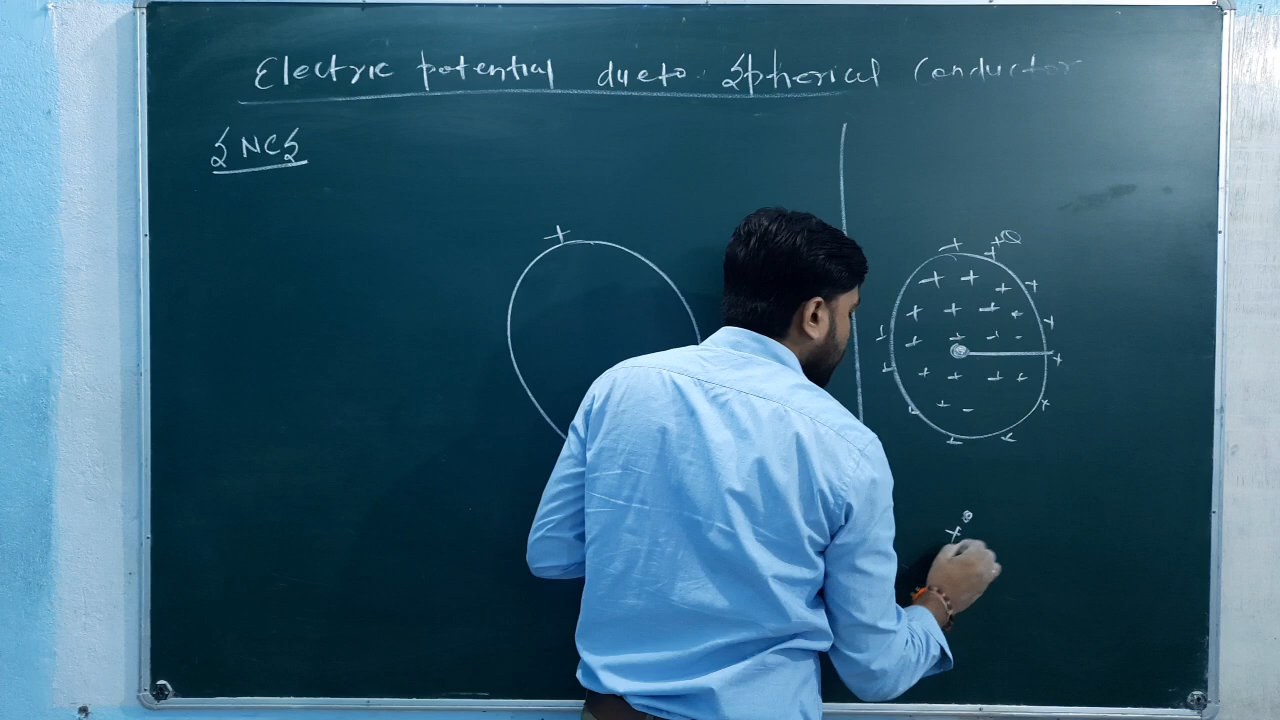 Electric potential due to Spherical Conductor
SNCS
+
+ + Q
+
+ + + +
+ + + + +
+ + + + -
+
+ + + + +
+ - +
+ +
+